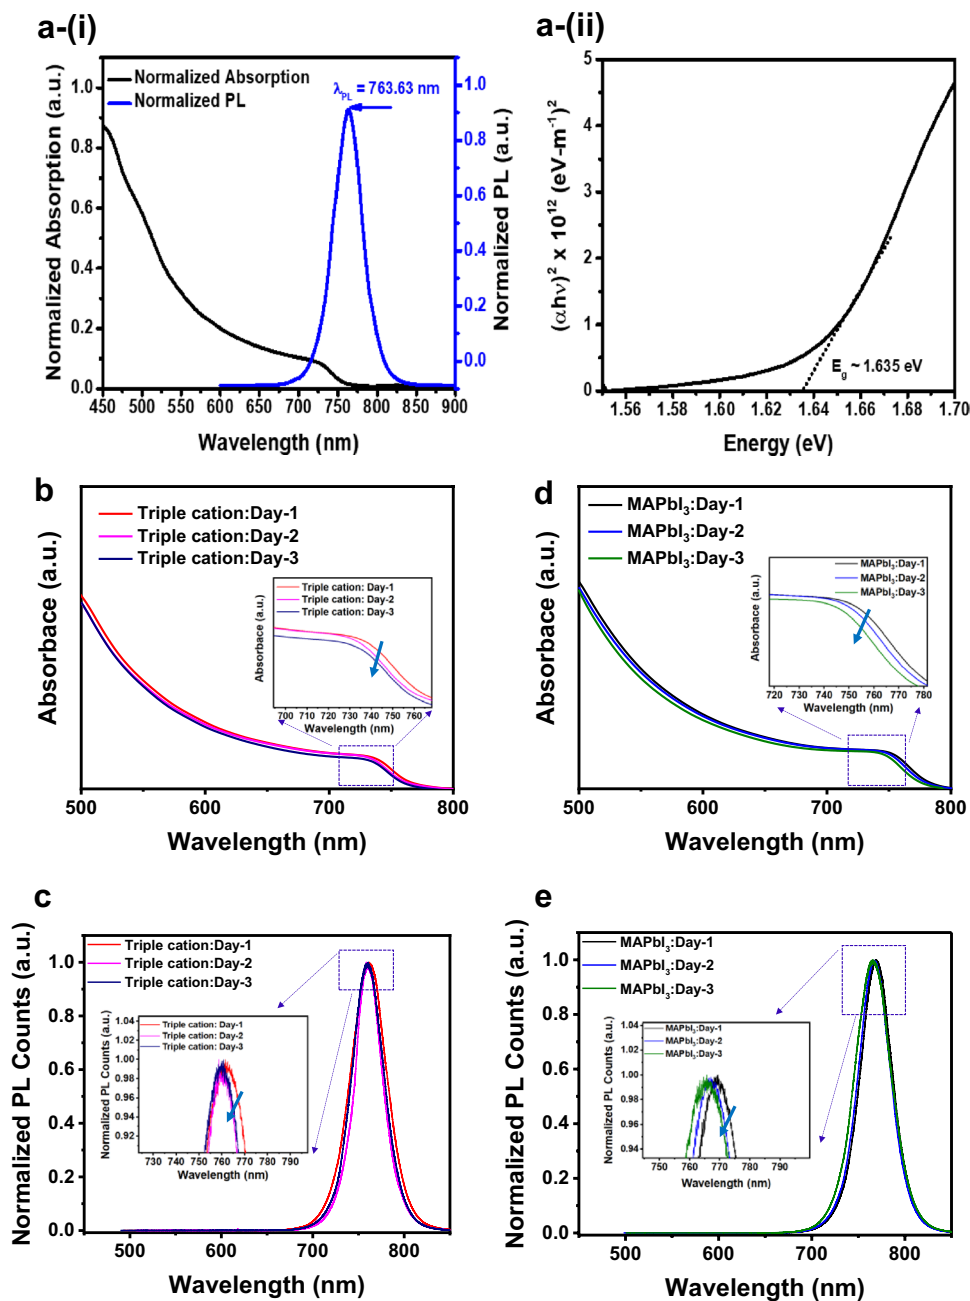 a-(i)
Normalized Absorption
Normalized PL
λPL = 763.63 nm
1.0
0.8
0.6
0.4
0.2
0.0
1.0
0.8
0.6
0.4
0.2
0.0
Normalized Absorption (a.u.)
Normalized PL (a.u.)
450 500 550 600 650 700 750 800 850 900
Wavelength (nm)
a-(ii)
5
4
3
2
1
0
(αhν)² x 10¹² (eV-m⁻¹)²
Eg ~ 1.635 eV
1.56 1.58 1.60 1.62 1.64 1.66 1.68 1.70
Energy (eV)
b
Triple cation:Day-1
Triple cation:Day-2
Triple cation:Day-3
Absorbace (a.u.)
Triple cation: Day-1
Triple cation: Day-2
Triple cation: Day-3
Absorbace (a.u.)
700 710 720 730 740 750 760
Wavelength (nm)
500 600 700 800
Wavelength (nm)
d
MAPbI₃:Day-1
MAPbI₃:Day-2
MAPbI₃:Day-3
Absorbace (a.u.)
MAPbI₃:Day-1
MAPbI₃:Day-2
MAPbI₃:Day-3
Absorbace (a.u.)
720 730 740 750 760 770 780
Wavelength (nm)
500 600 700 800
Wavelength (nm)
c
Triple cation:Day-1
Triple cation:Day-2
Triple cation:Day-3
Normalized PL Counts (a.u.)
1.0
0.8
0.6
0.4
0.2
0.0
Triple cation: Day-1
Triple cation: Day-2
Triple cation: Day-3
Normalized PL Counts (a.u.)
1.04
1.02
1.00
0.98
0.96
0.94
0.92
730 740 750 760 770 780 790
Wavelength (nm)
500 600 700 800
Wavelength (nm)
e
MAPbI₃:Day-1
MAPbI₃:Day-2
MAPbI₃:Day-3
Normalized PL Counts (a.u.)
1.0
0.8
0.6
0.4
0.2
0.0
MAPbI₃:Day-1
MAPbI₃:Day-2
MAPbI₃:Day-3
Normalized PL Counts (a.u.)
1.04
1.02
1.00
0.98
0.96
0.94
750 760 770 780 790
Wavelength (nm)
500 600 700 800
Wavelength (nm)